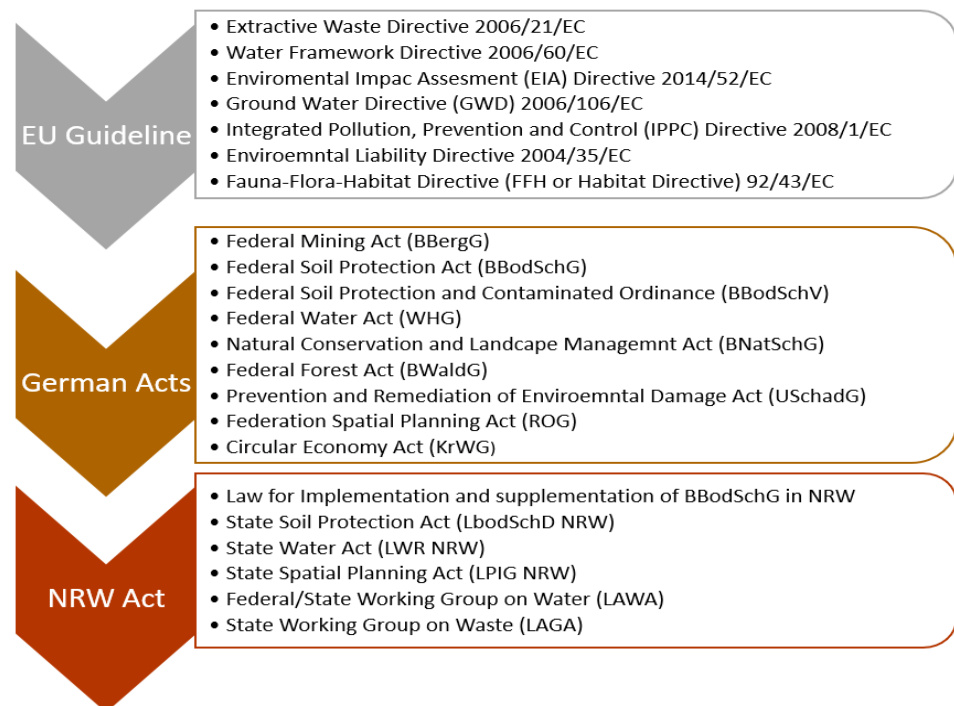 EU Guideline
• Extractive Waste Directive 2006/21/EC
• Water Framework Directive 2006/60/EC
• Enviromental Impac Assesment (EIA) Directive 2014/52/EC
• Ground Water Directive (GWD) 2006/106/EC
• Integrated Pollution, Prevention and Control (IPPC) Directive 2008/1/EC
• Enviroemntal Liability Directive 2004/35/EC
• Fauna-Flora-Habitat Directive (FFH or Habitat Directive) 92/43/EC
German Acts
• Federal Mining Act (BBergG)
• Federal Soil Protection Act (BBodSchG)
• Federal Soil Protection and Contaminated Ordinance (BBodSchV)
• Federal Water Act (WHG)
• Natural Conservation and Landcape Managemnt Act (BNatSchG)
• Federal Forest Act (BWaldG)
• Prevention and Remediation of Enviroemntal Damage Act (USchadG)
• Federation Spatial Planning Act (ROG)
• Circular Economy Act (KrWG)
NRW Act
• Law for Implementation and supplementation of BBodSchG in NRW
• State Soil Protection Act (LbodSchD NRW)
• State Water Act (LWR NRW)
• State Spatial Planning Act (LPIG NRW)
• Federal/State Working Group on Water (LAWA)
• State Working Group on Waste (LAGA)